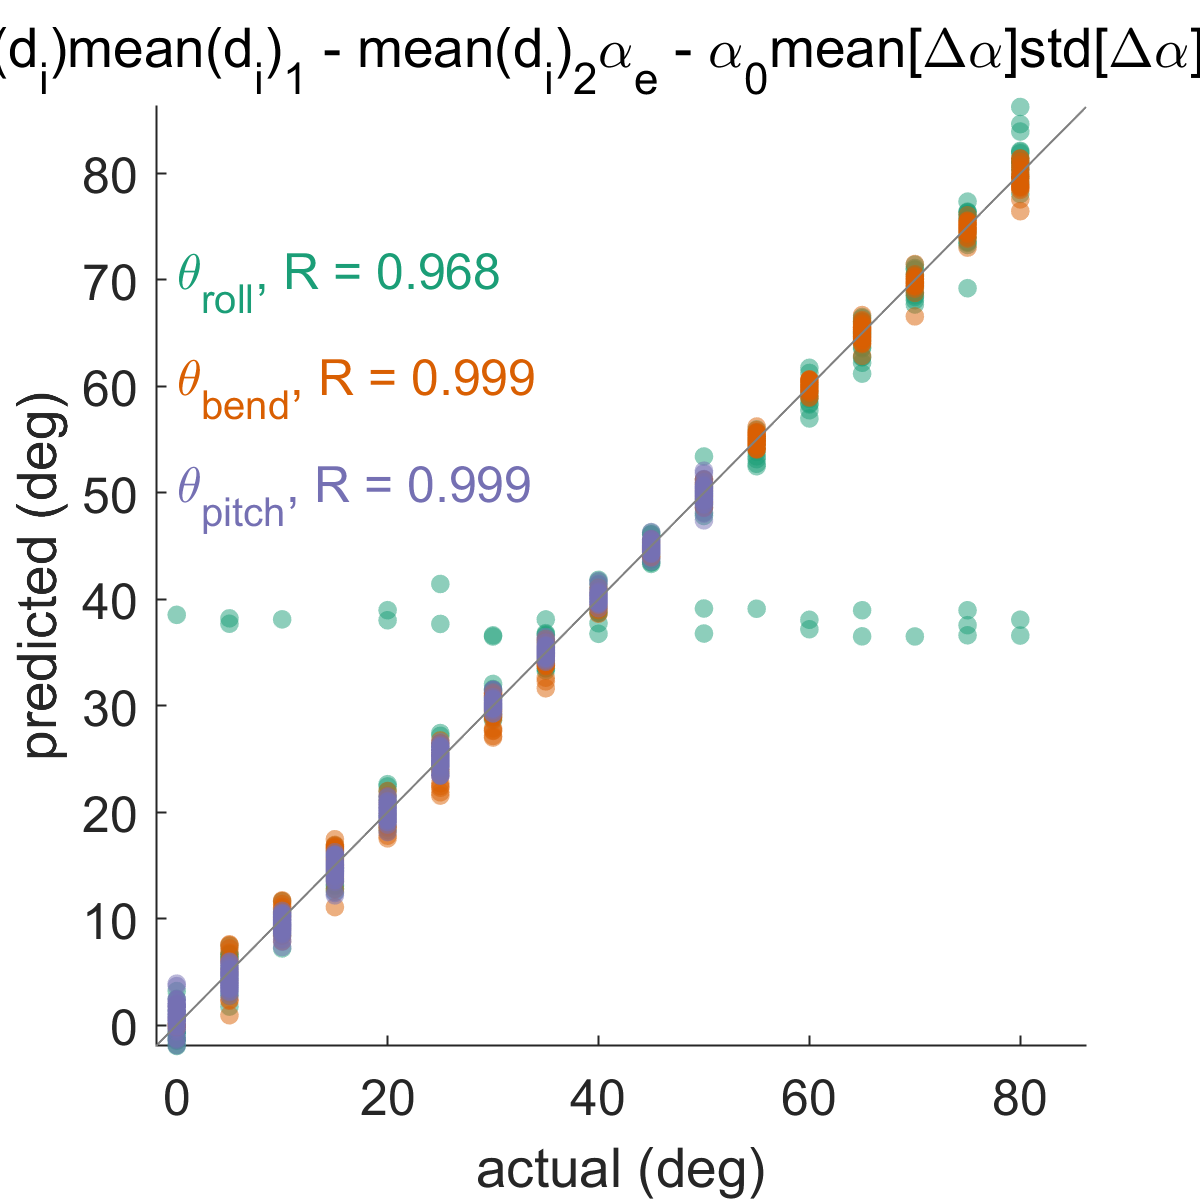 (dᵢ)mean(dᵢ)₁ - mean(dᵢ)₂αₑ - α₀mean[Δα]std[Δα]
θroll, R = 0.968
θbend, R = 0.999
θpitch, R = 0.999
predicted (deg)
80
70
60
50
40
30
20
10
0
0 20 40 60 80
actual (deg)